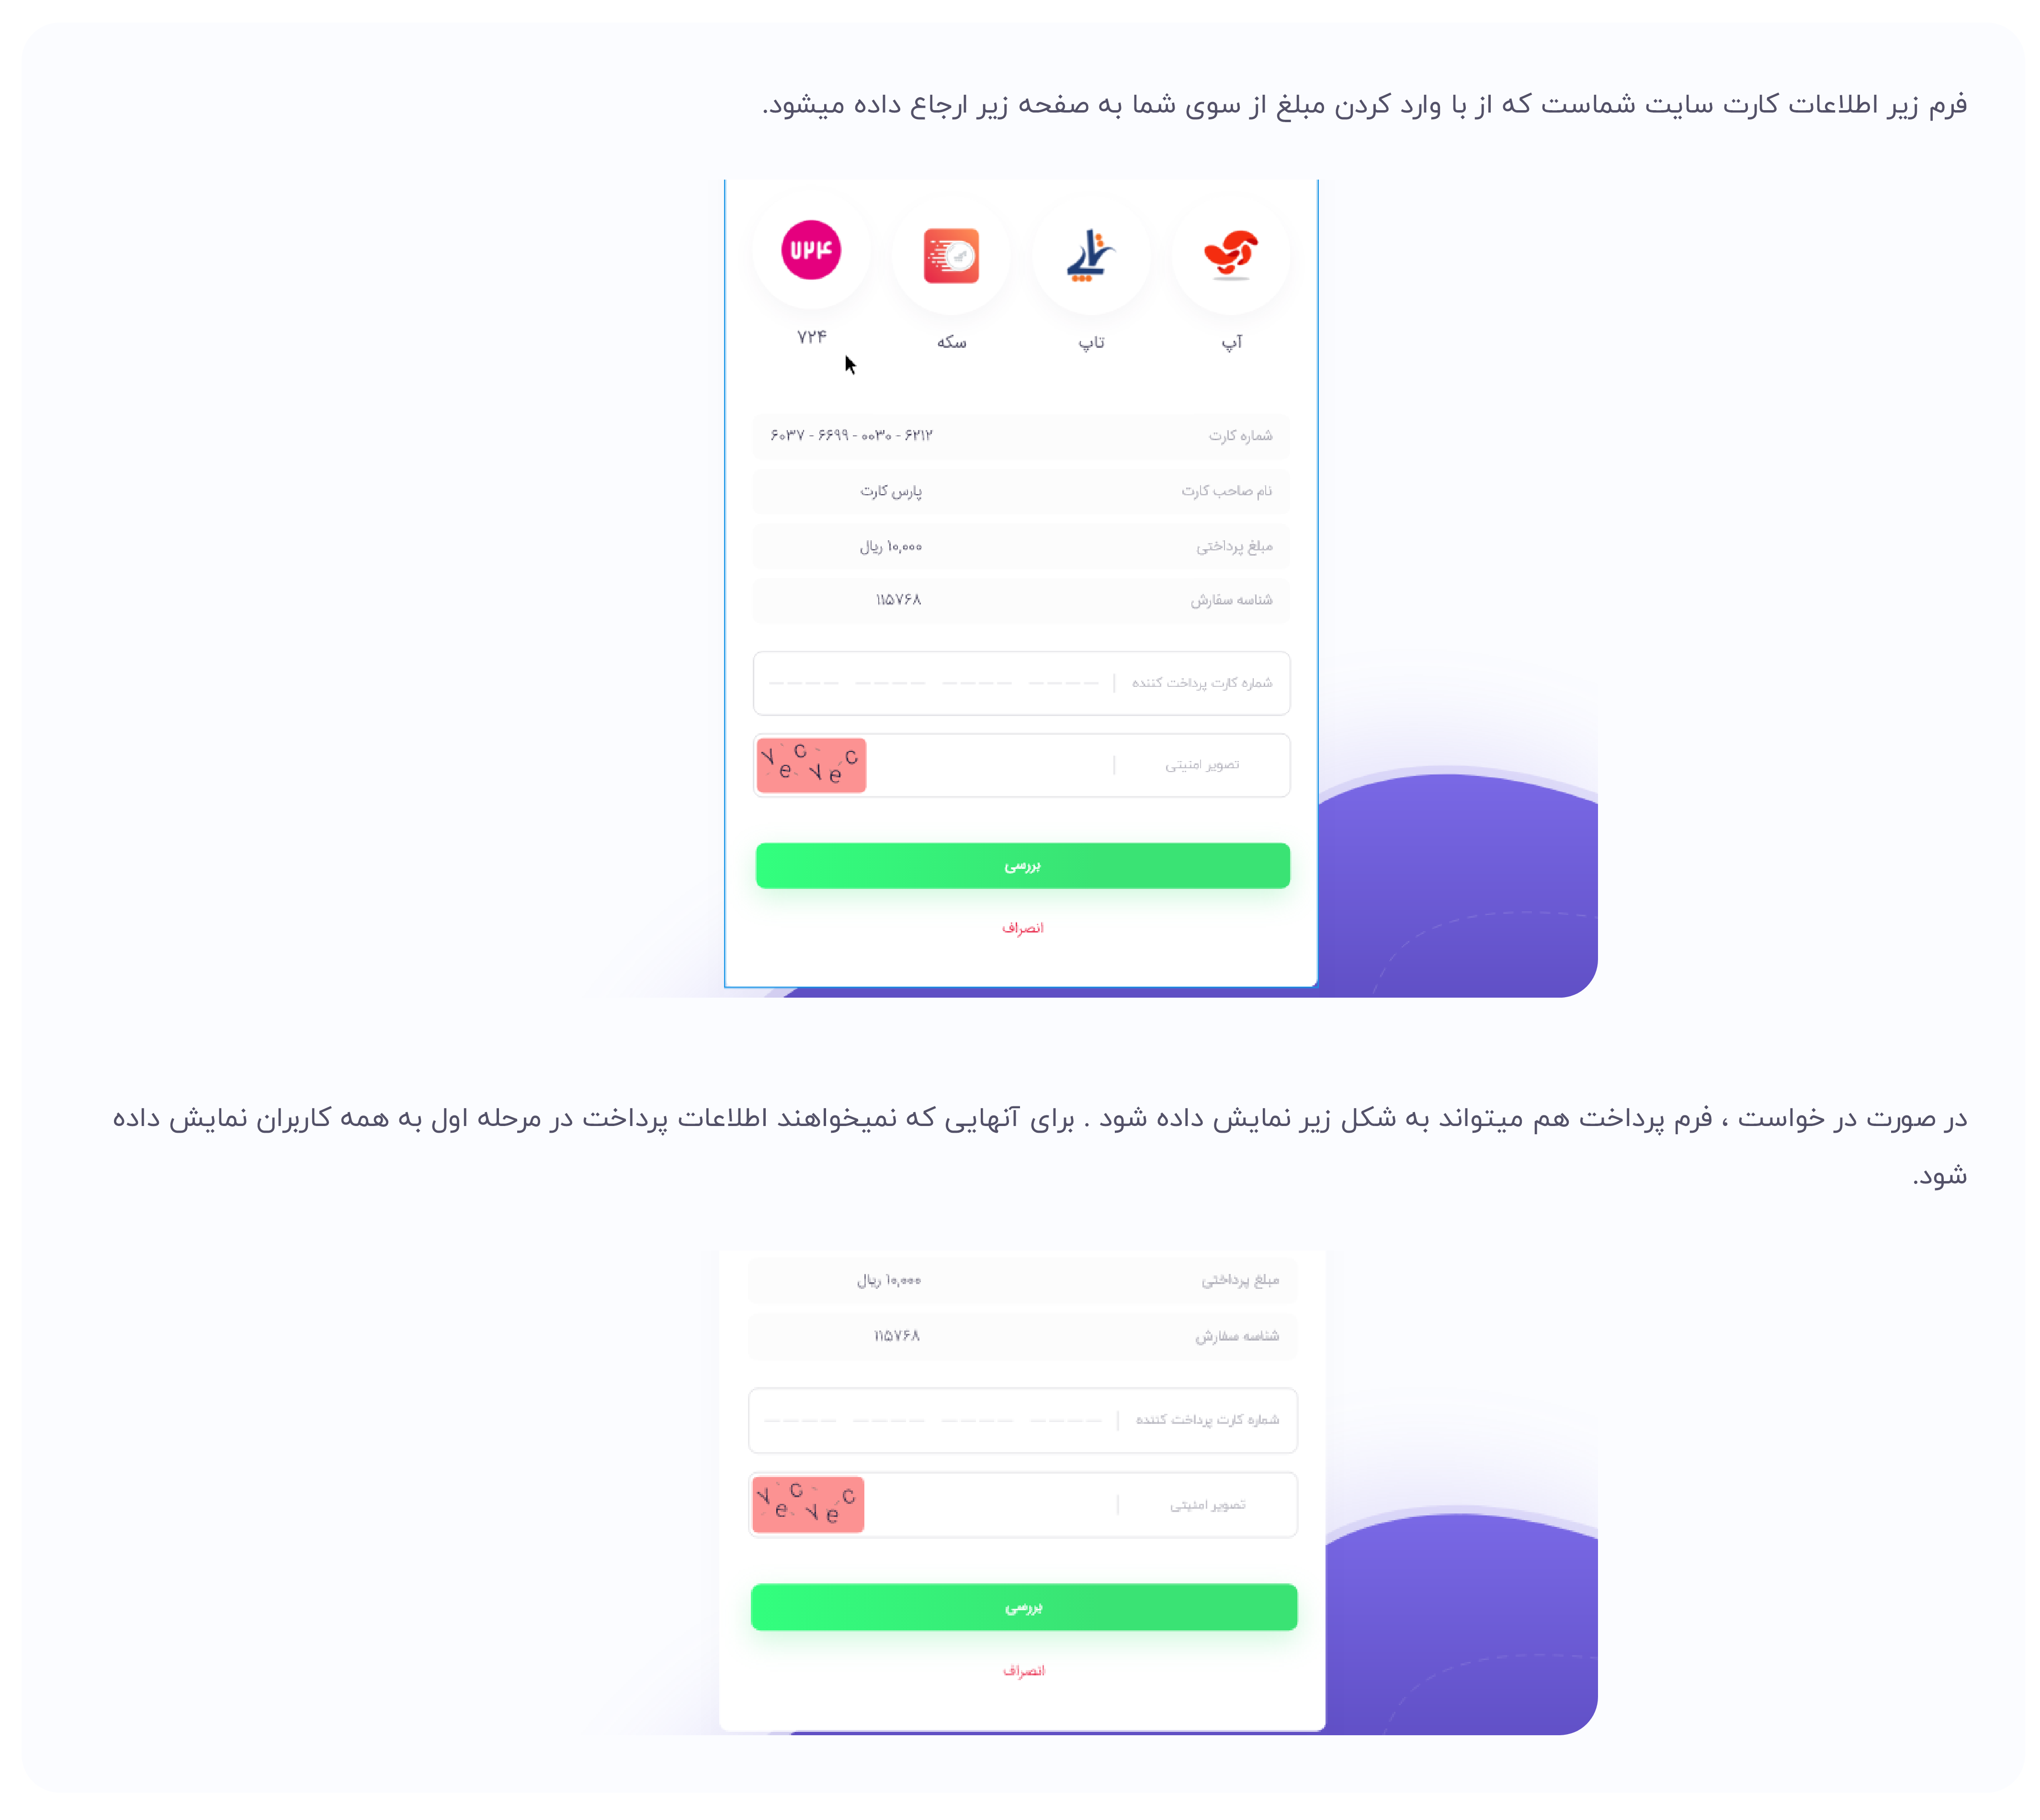 فرم زیر اطلاعات کارت سایت شماست که از با وارد کردن مبلغ از سوی شما به صفحه زیر ارجاع داده میشود.
تاپ ۷۲۴
آپ تاپ سکه ۷۲۴
شماره کارت ۶۰۳۷ - ۶۶۹۹ - ۰۰۳۰ - ۶۲۱۲
نام صاحب کارت پارس کارت
مبلغ پرداختی ۱۰,۰۰۰ ریال
شناسه سفارش ۱۱۵۷۶۸
شماره کارت پرداخت کننده
تصویر امنیتی yecyec
بررسی
انصراف
در صورت در خواست ، فرم پرداخت هم میتواند به شکل زیر نمایش داده شود . برای آنهایی که نمیخواهند اطلاعات پرداخت در مرحله اول به همه کاربران نمایش داده
شود.
مبلغ پرداختی ۱۰,۰۰۰ ریال
شناسه سفارش ۱۱۵۷۶۸
شماره کارت پرداخت کننده
تصویر امنیتی yecyec
بررسی
انصراف